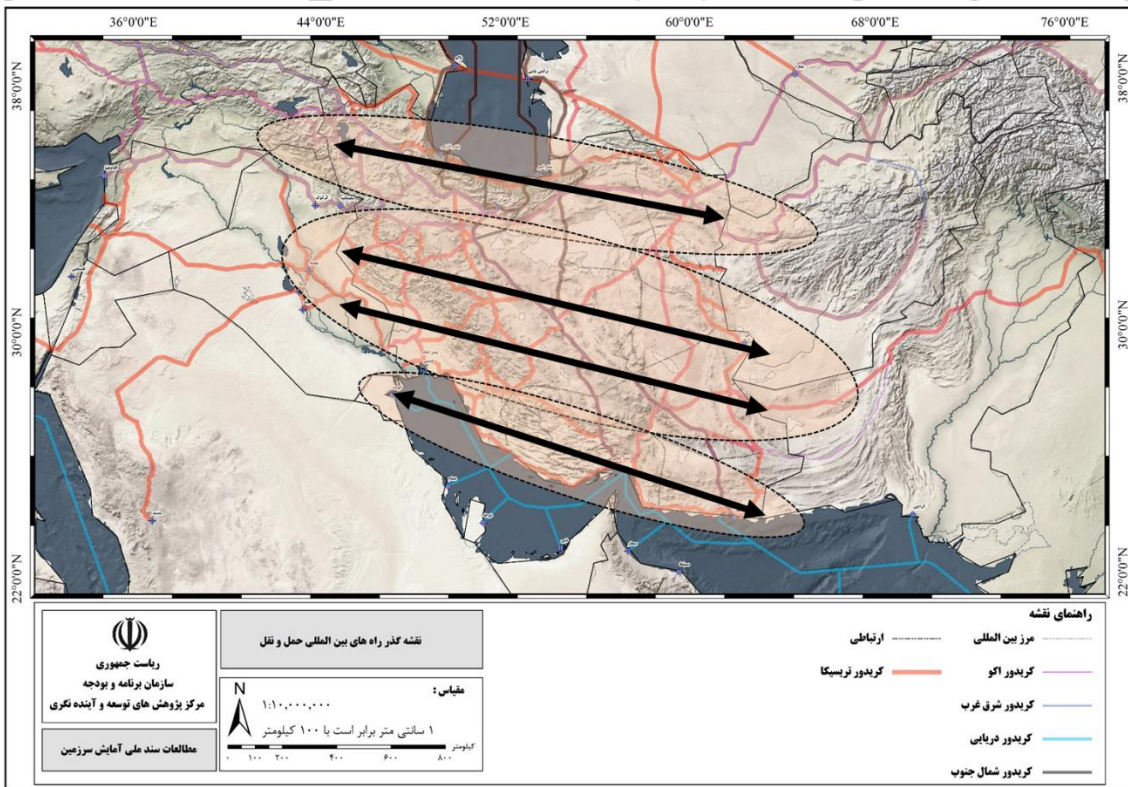 36°0'0"E 44°0'0"E 52°0'0"E 60°0'0"E 68°0'0"E 76°0'0"E
38°0'0"N 38°0'0"N
30°0'0"N 30°0'0"N
22°0'0"N 22°0'0"N
راهنمای نقشه
مرز بین المللی
ارتباطی
کریدور اکو
کریدور تریسیکا
کریدور شرق غرب
کریدور دریایی
کریدور شمال جنوب
نقشه گذر راه های بین المللی حمل و نقل
مقیاس :
N
۱:۱۰,۰۰۰,۰۰۰
۱ سانتی متر برابر است با ۱۰۰ کیلومتر
کیلومتر
۰ ۱۰۰ ۲۰۰ ۴۰۰ ۶۰۰ ۸۰۰
ریاست جمهوری
سازمان برنامه و بودجه
مرکز پژوهش های توسعه و آینده نگری
مطالعات سند ملی آمایش سرزمین